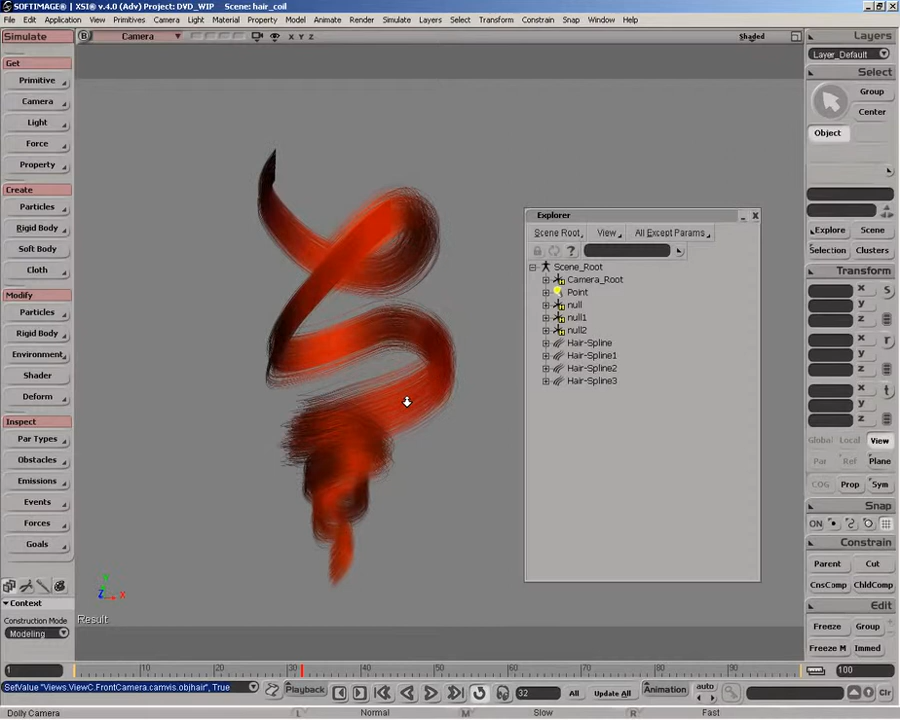 SOFTIMAGE® | XSI® v.4.0 (Adv) Project: DVD_WIP Scene: hair_coil
File Edit Application View Primitives Camera Light Material Property Model Animate Render Simulate Layers Select Transform Constrain Snap Window Help
Simulate
Get
Primitive
Camera
Light
Force
Property
Create
Particles
Rigid Body
Soft Body
Cloth
Modify
Particles
Rigid Body
Environment
Shader
Deform
Inspect
Par Types
Obstacles
Emissions
Events
Forces
Goals
Context
Construction Mode
Modeling
B Camera X Y Z Shaded
Explorer
Scene Root View All Except Params
?
Scene_Root
Camera_Root
Point
null
null1
null2
Hair-Spline
Hair-Spline1
Hair-Spline2
Hair-Spline3
Y
Z X
Result
Layers
Layer_Default
Select
Group
Center
Object
Explore Scene
Selection Clusters
Transform
x s
y
z
x r
y
z
x t
y
z
Global Local View
Par Ref Plane
COG Prop Sym
Snap
ON
Constrain
Parent Cut
CnsComp ChldComp
Edit
Freeze Group
Freeze M Immed
1 10 20 30 40 50 60 70 80 90 100
SetValue "Views.ViewC.FrontCamera.camvis.objhair", True
Playback 32 All Update All Animation auto Clr
Dolly Camera L Normal M Slow R Fast